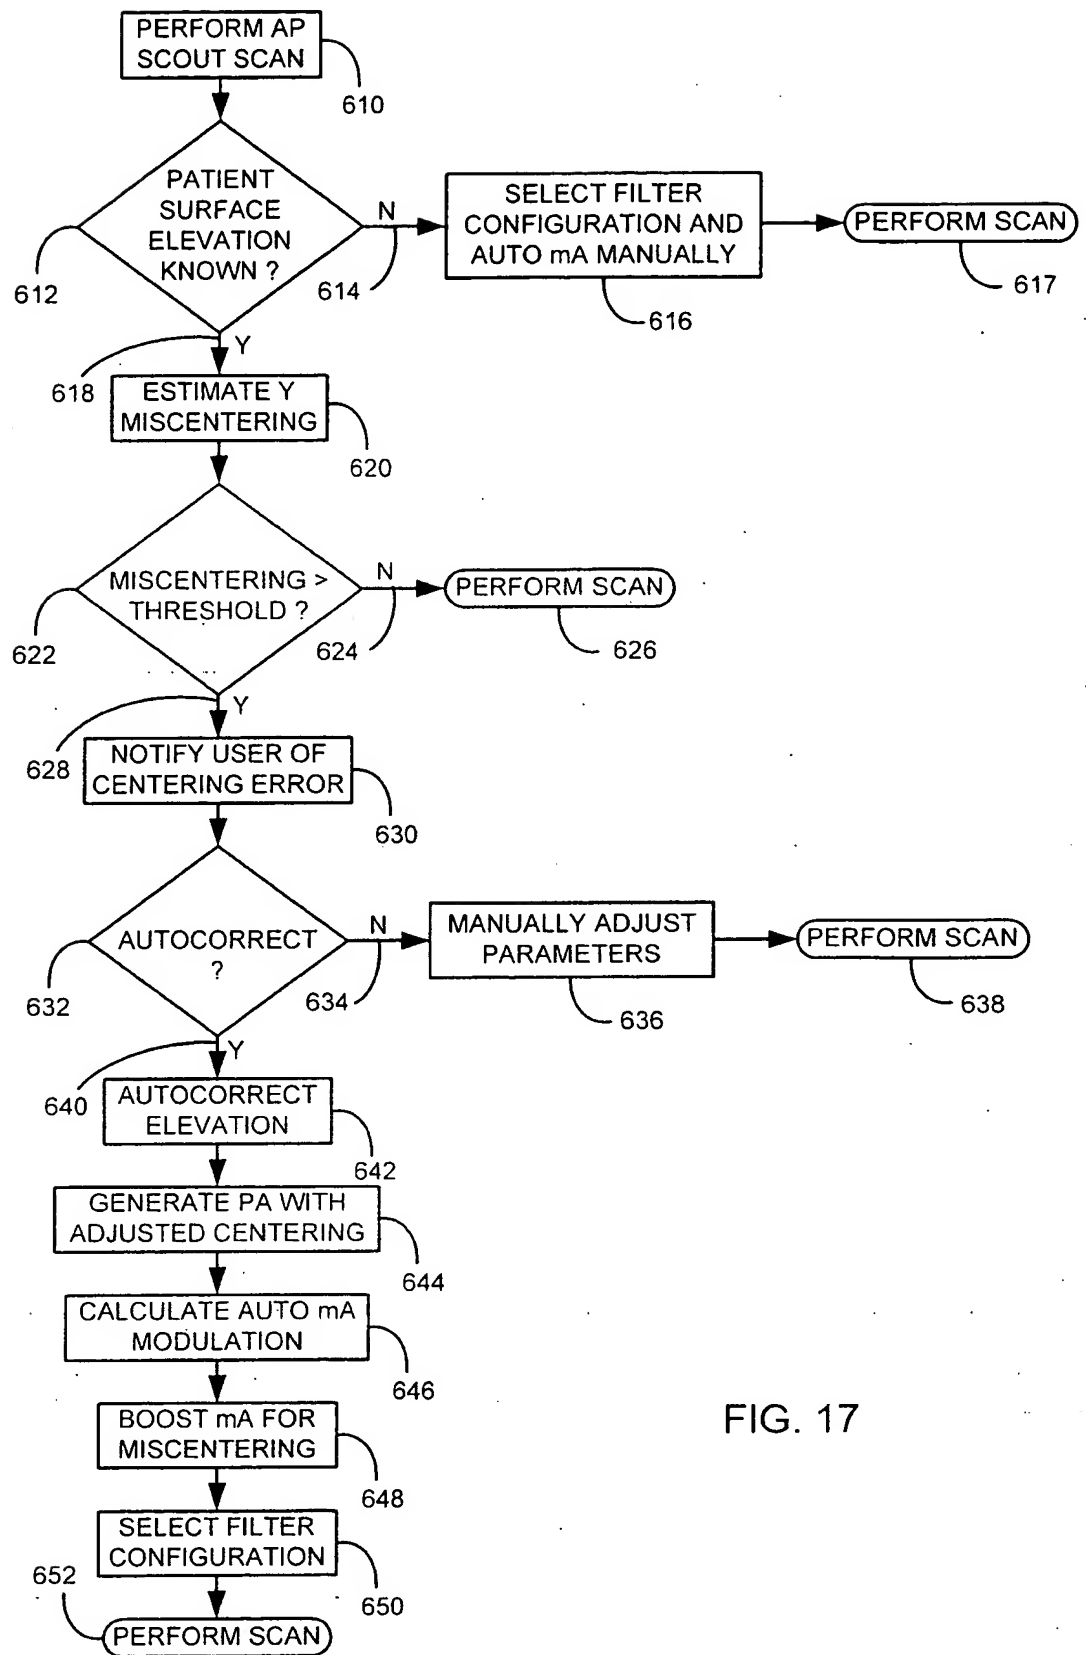 PERFORM AP
SCOUT SCAN
610
PATIENT
SURFACE
ELEVATION
KNOWN ?
612
N
614
SELECT FILTER
CONFIGURATION AND
AUTO mA MANUALLY
616
PERFORM SCAN
617
Y
618
ESTIMATE Y
MISCENTERING
620
MISCENTERING >
THRESHOLD ?
622
N
624
PERFORM SCAN
626
Y
628
NOTIFY USER OF
CENTERING ERROR
630
AUTOCORRECT
?
632
N
634
MANUALLY ADJUST
PARAMETERS
636
PERFORM SCAN
638
Y
640
AUTOCORRECT
ELEVATION
642
GENERATE PA WITH
ADJUSTED CENTERING
644
CALCULATE AUTO mA
MODULATION
646
BOOST mA FOR
MISCENTERING
648
SELECT FILTER
CONFIGURATION
650
652
PERFORM SCAN
FIG. 17